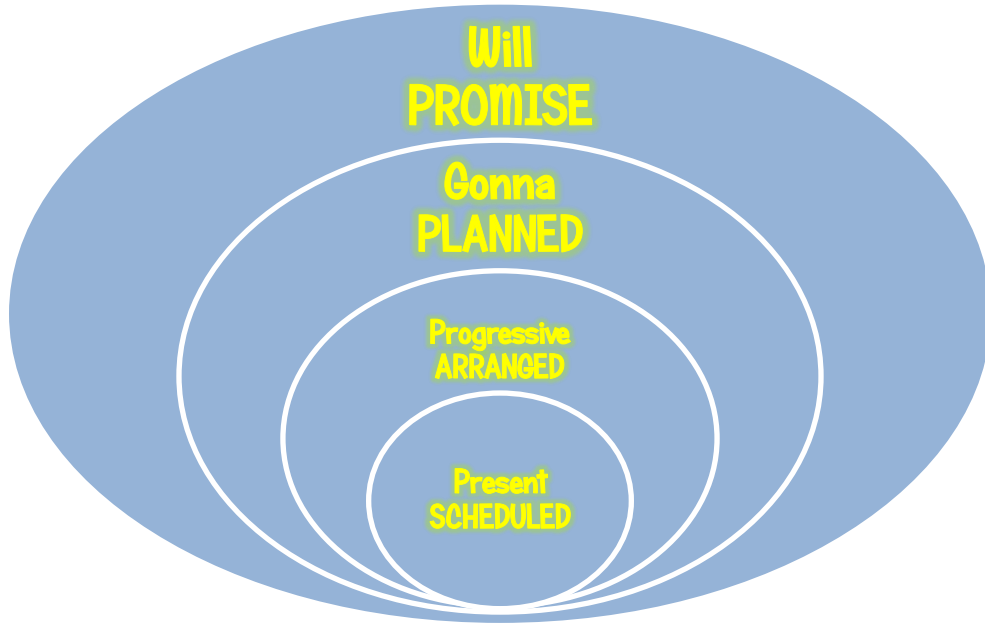 Will
PROMISE
Gonna
PLANNED
Progressive
ARRANGED
Present
SCHEDULED